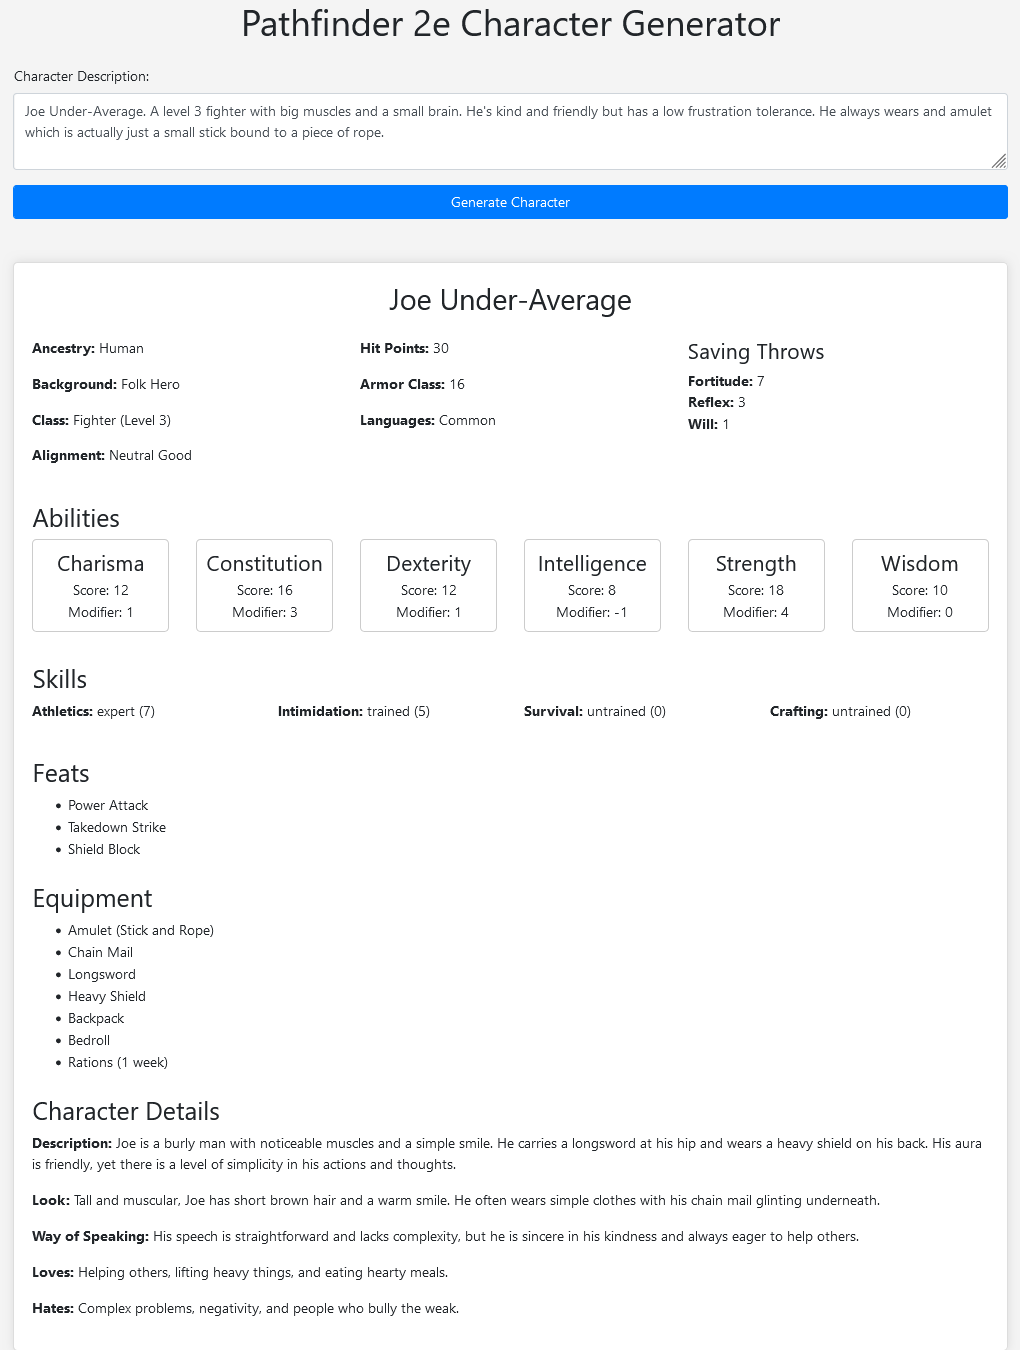 Pathfinder 2e Character Generator
Character Description:
Joe Under-Average. A level 3 fighter with big muscles and a small brain. He's kind and friendly but has a low frustration tolerance. He always wears and amulet
which is actually just a small stick bound to a piece of rope.
Generate Character
Joe Under-Average
Ancestry: Human
Background: Folk Hero
Class: Fighter (Level 3)
Alignment: Neutral Good
Hit Points: 30
Armor Class: 16
Languages: Common
Saving Throws
Fortitude: 7
Reflex: 3
Will: 1
Abilities
Charisma
Score: 12
Modifier: 1
Constitution
Score: 16
Modifier: 3
Dexterity
Score: 12
Modifier: 1
Intelligence
Score: 8
Modifier: -1
Strength
Score: 18
Modifier: 4
Wisdom
Score: 10
Modifier: 0
Skills
Athletics: expert (7)
Intimidation: trained (5)
Survival: untrained (0)
Crafting: untrained (0)
Feats
• Power Attack
• Takedown Strike
• Shield Block
Equipment
• Amulet (Stick and Rope)
• Chain Mail
• Longsword
• Heavy Shield
• Backpack
• Bedroll
• Rations (1 week)
Character Details
Description: Joe is a burly man with noticeable muscles and a simple smile. He carries a longsword at his hip and wears a heavy shield on his back. His aura
is friendly, yet there is a level of simplicity in his actions and thoughts.
Look: Tall and muscular, Joe has short brown hair and a warm smile. He often wears simple clothes with his chain mail glinting underneath.
Way of Speaking: His speech is straightforward and lacks complexity, but he is sincere in his kindness and always eager to help others.
Loves: Helping others, lifting heavy things, and eating hearty meals.
Hates: Complex problems, negativity, and people who bully the weak.